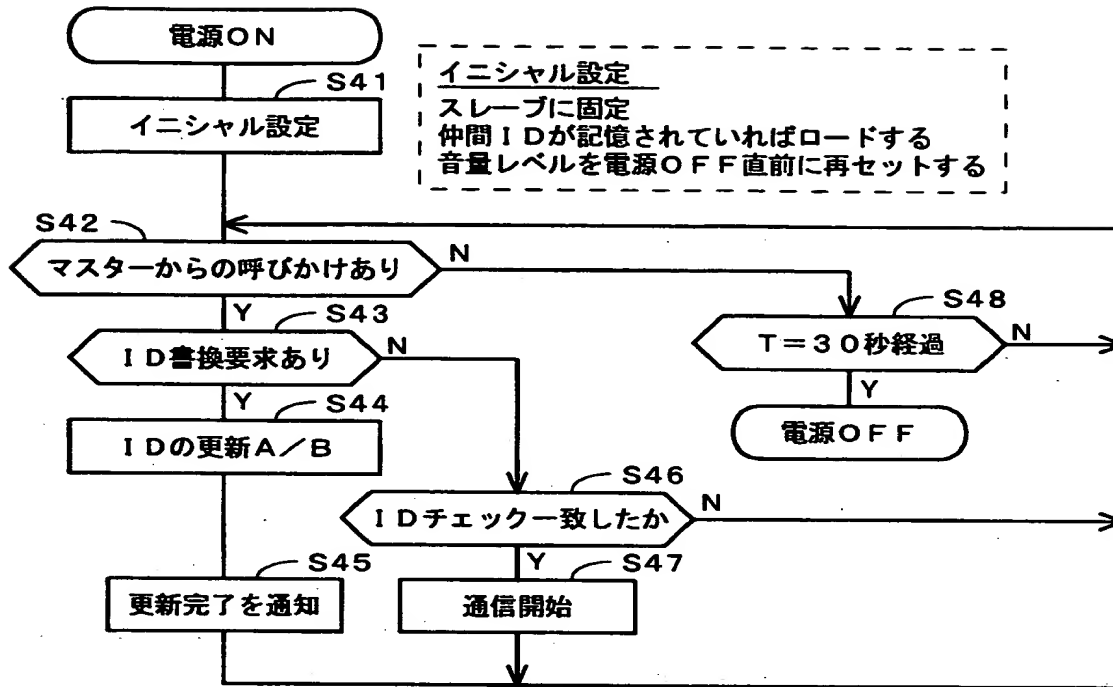 電源ON
イニシャル設定
スレーブに固定
仲間IDが記憶されていればロードする
音量レベルを電源OFF直前に再セットする
S41
イニシャル設定
S42
マスターからの呼びかけあり
N
Y
S43
ID書換要求あり
N
Y
S44
IDの更新A/B
S48
T=30秒経過
N
Y
電源OFF
S46
IDチェック一致したか
N
Y
S45
更新完了を通知
S47
通信開始